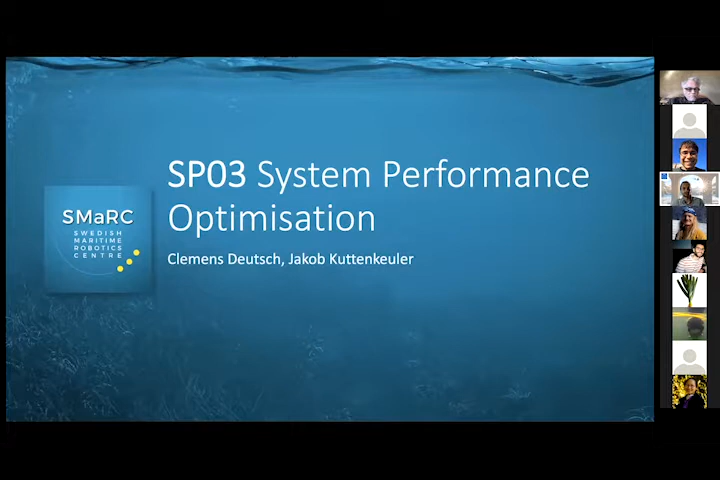 SP03 System Performance
Optimisation
Clemens Deutsch, Jakob Kuttenkeuler
SMaRC
SWEDISH
MARITIME
ROBOTICS
CENTRE